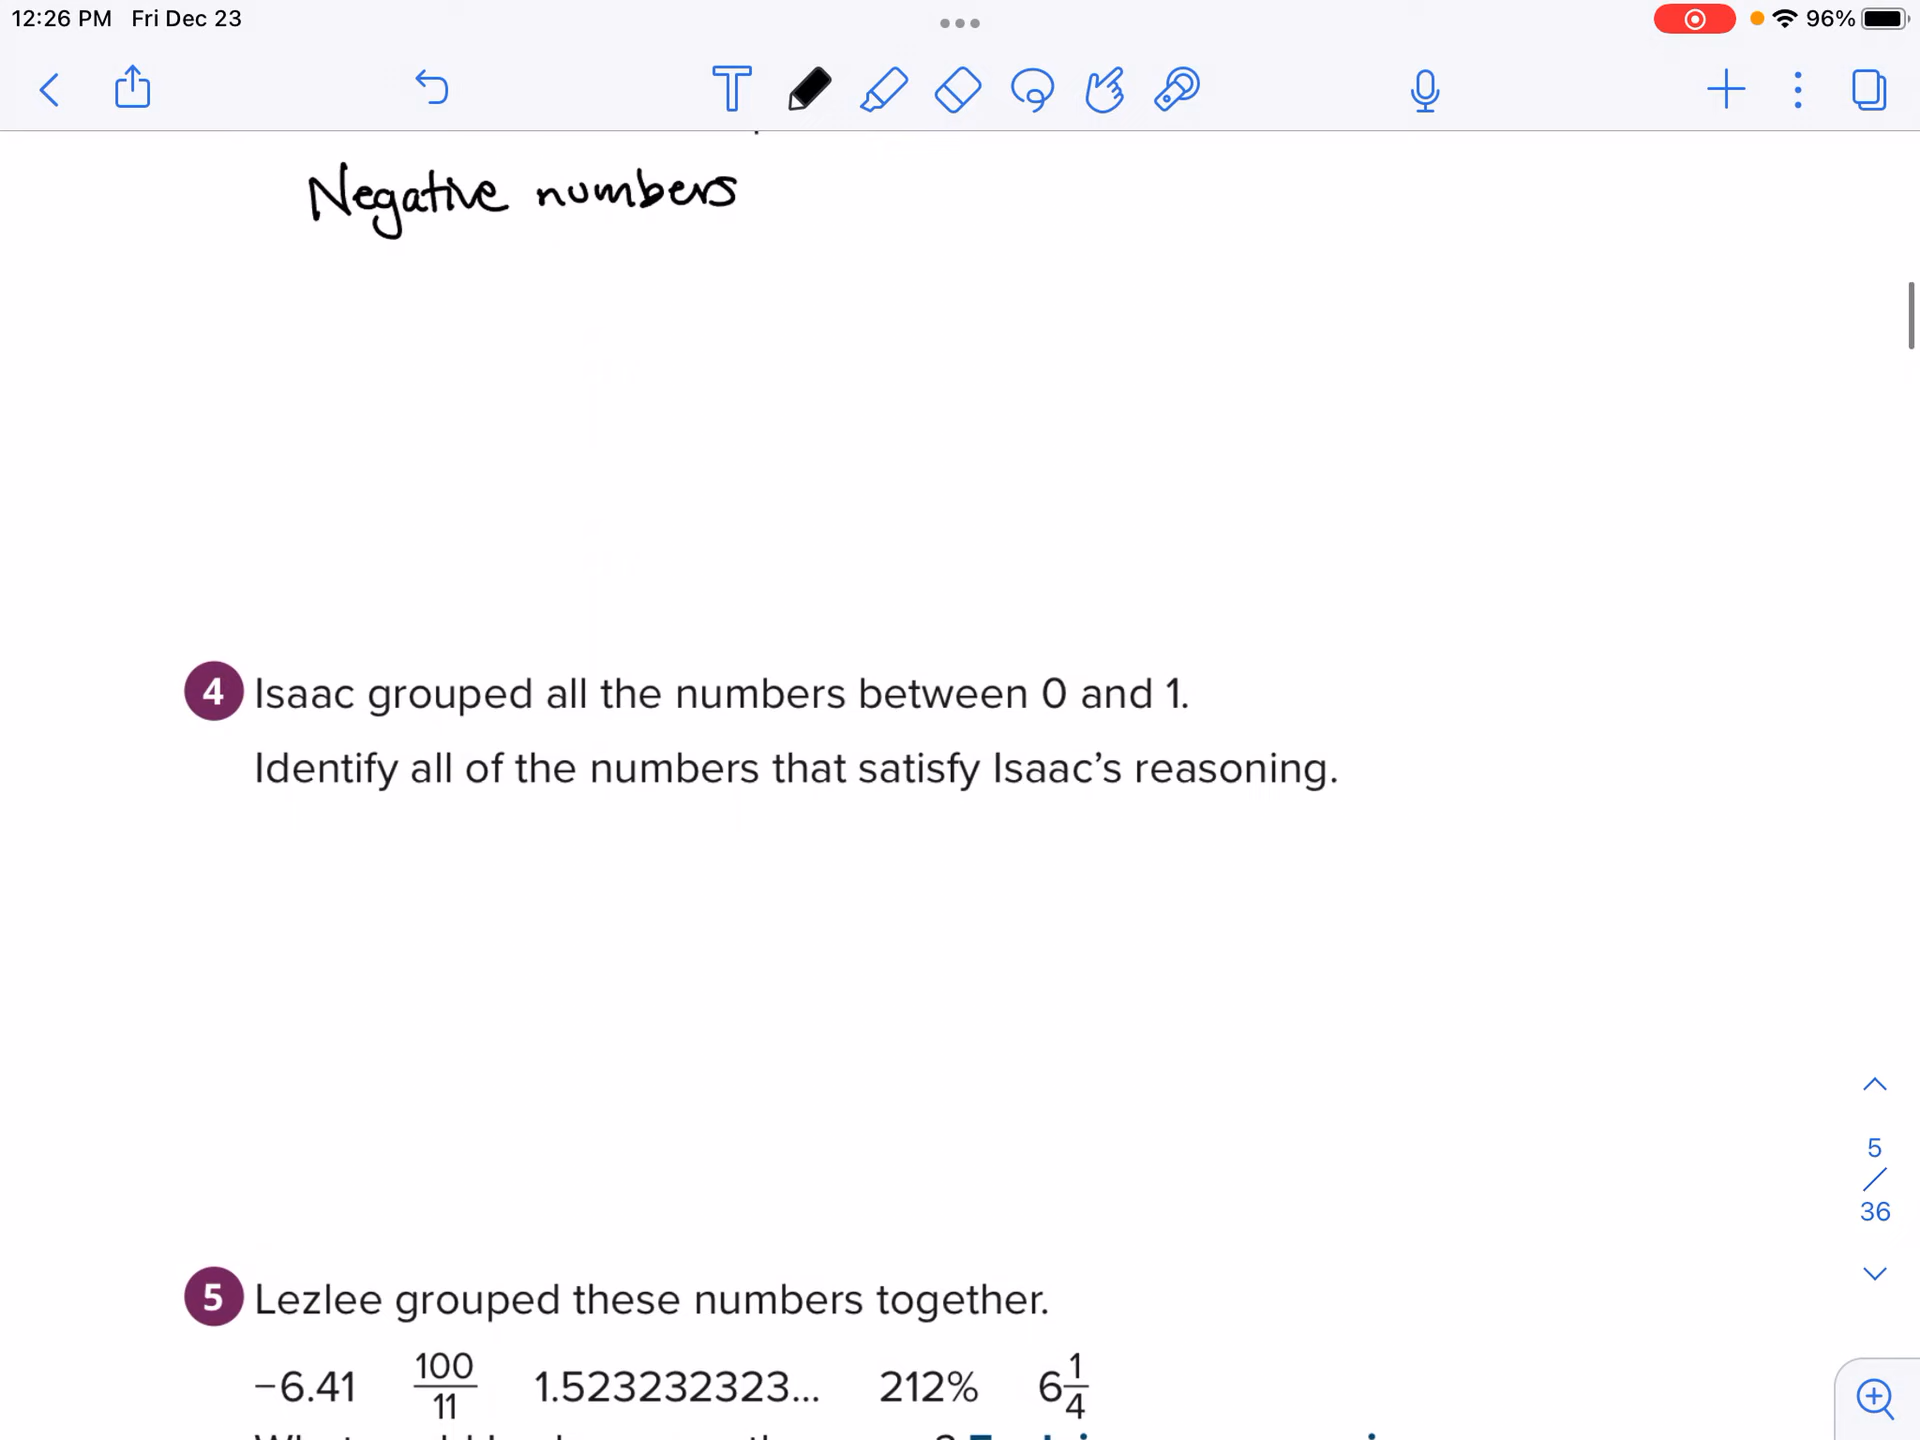 12:26 PM Fri Dec 23
96%
Negative numbers
4 Isaac grouped all the numbers between 0 and 1.
Identify all of the numbers that satisfy Isaac's reasoning.
5
/
36
5 Lezlee grouped these numbers together.
−6.41 100/11 1.523232323... 212% 6 1/4